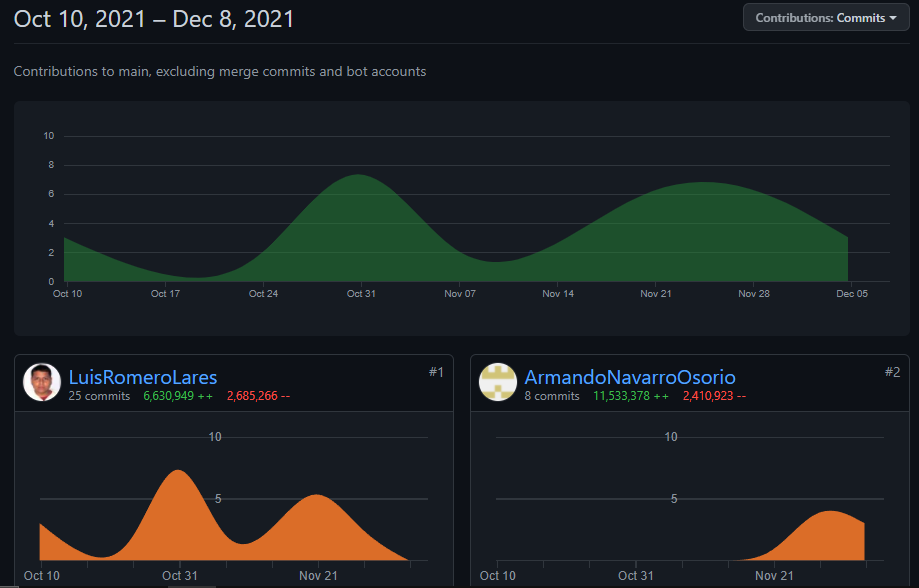 Oct 10, 2021 – Dec 8, 2021
Contributions: Commits
Contributions to main, excluding merge commits and bot accounts
10
8
6
4
2
0
Oct 10 Oct 17 Oct 24 Oct 31 Nov 07 Nov 14 Nov 21 Nov 28 Dec 05
LuisRomeroLares #1
25 commits 6,630,949 ++ 2,685,266 --
10
5
Oct 10 Oct 31 Nov 21
ArmandoNavarroOsorio #2
8 commits 11,533,378 ++ 2,410,923 --
10
5
Oct 10 Oct 31 Nov 21